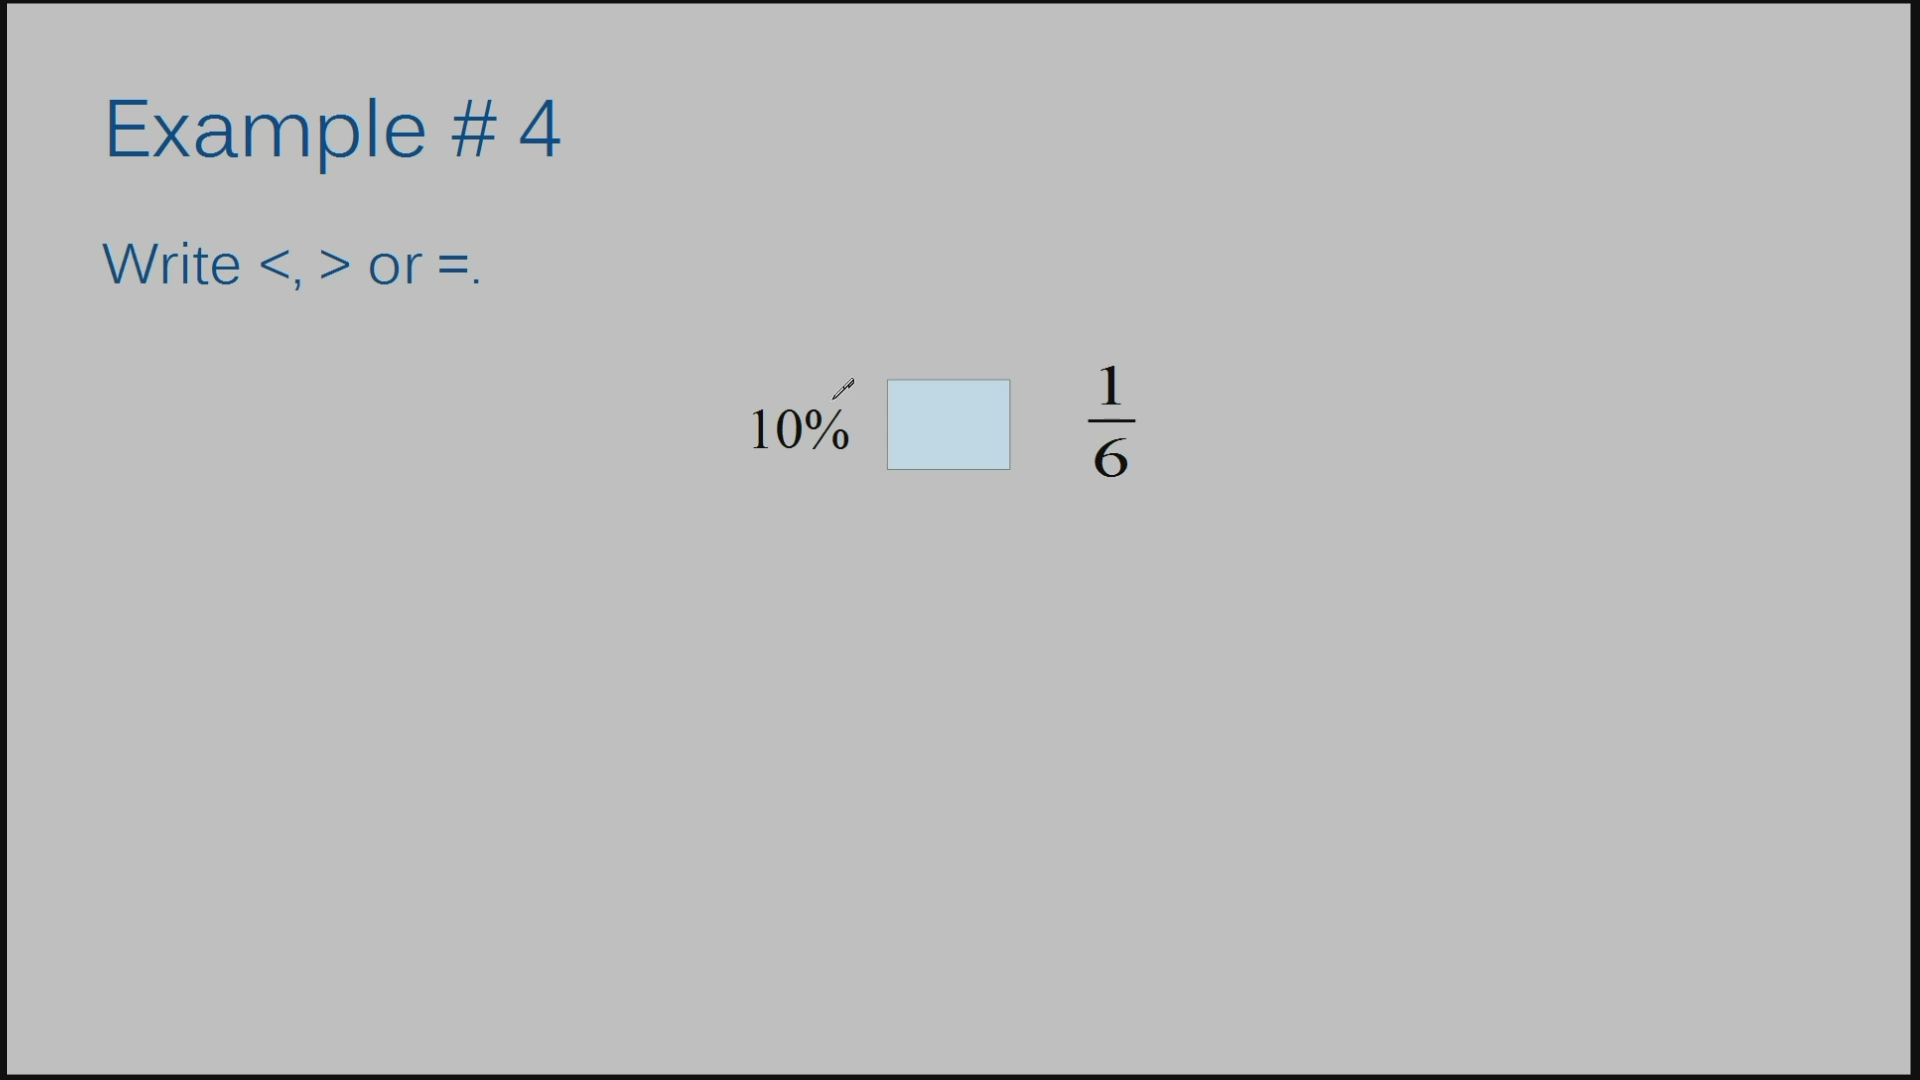 Example # 4
Write <, > or =.
10% 1/6